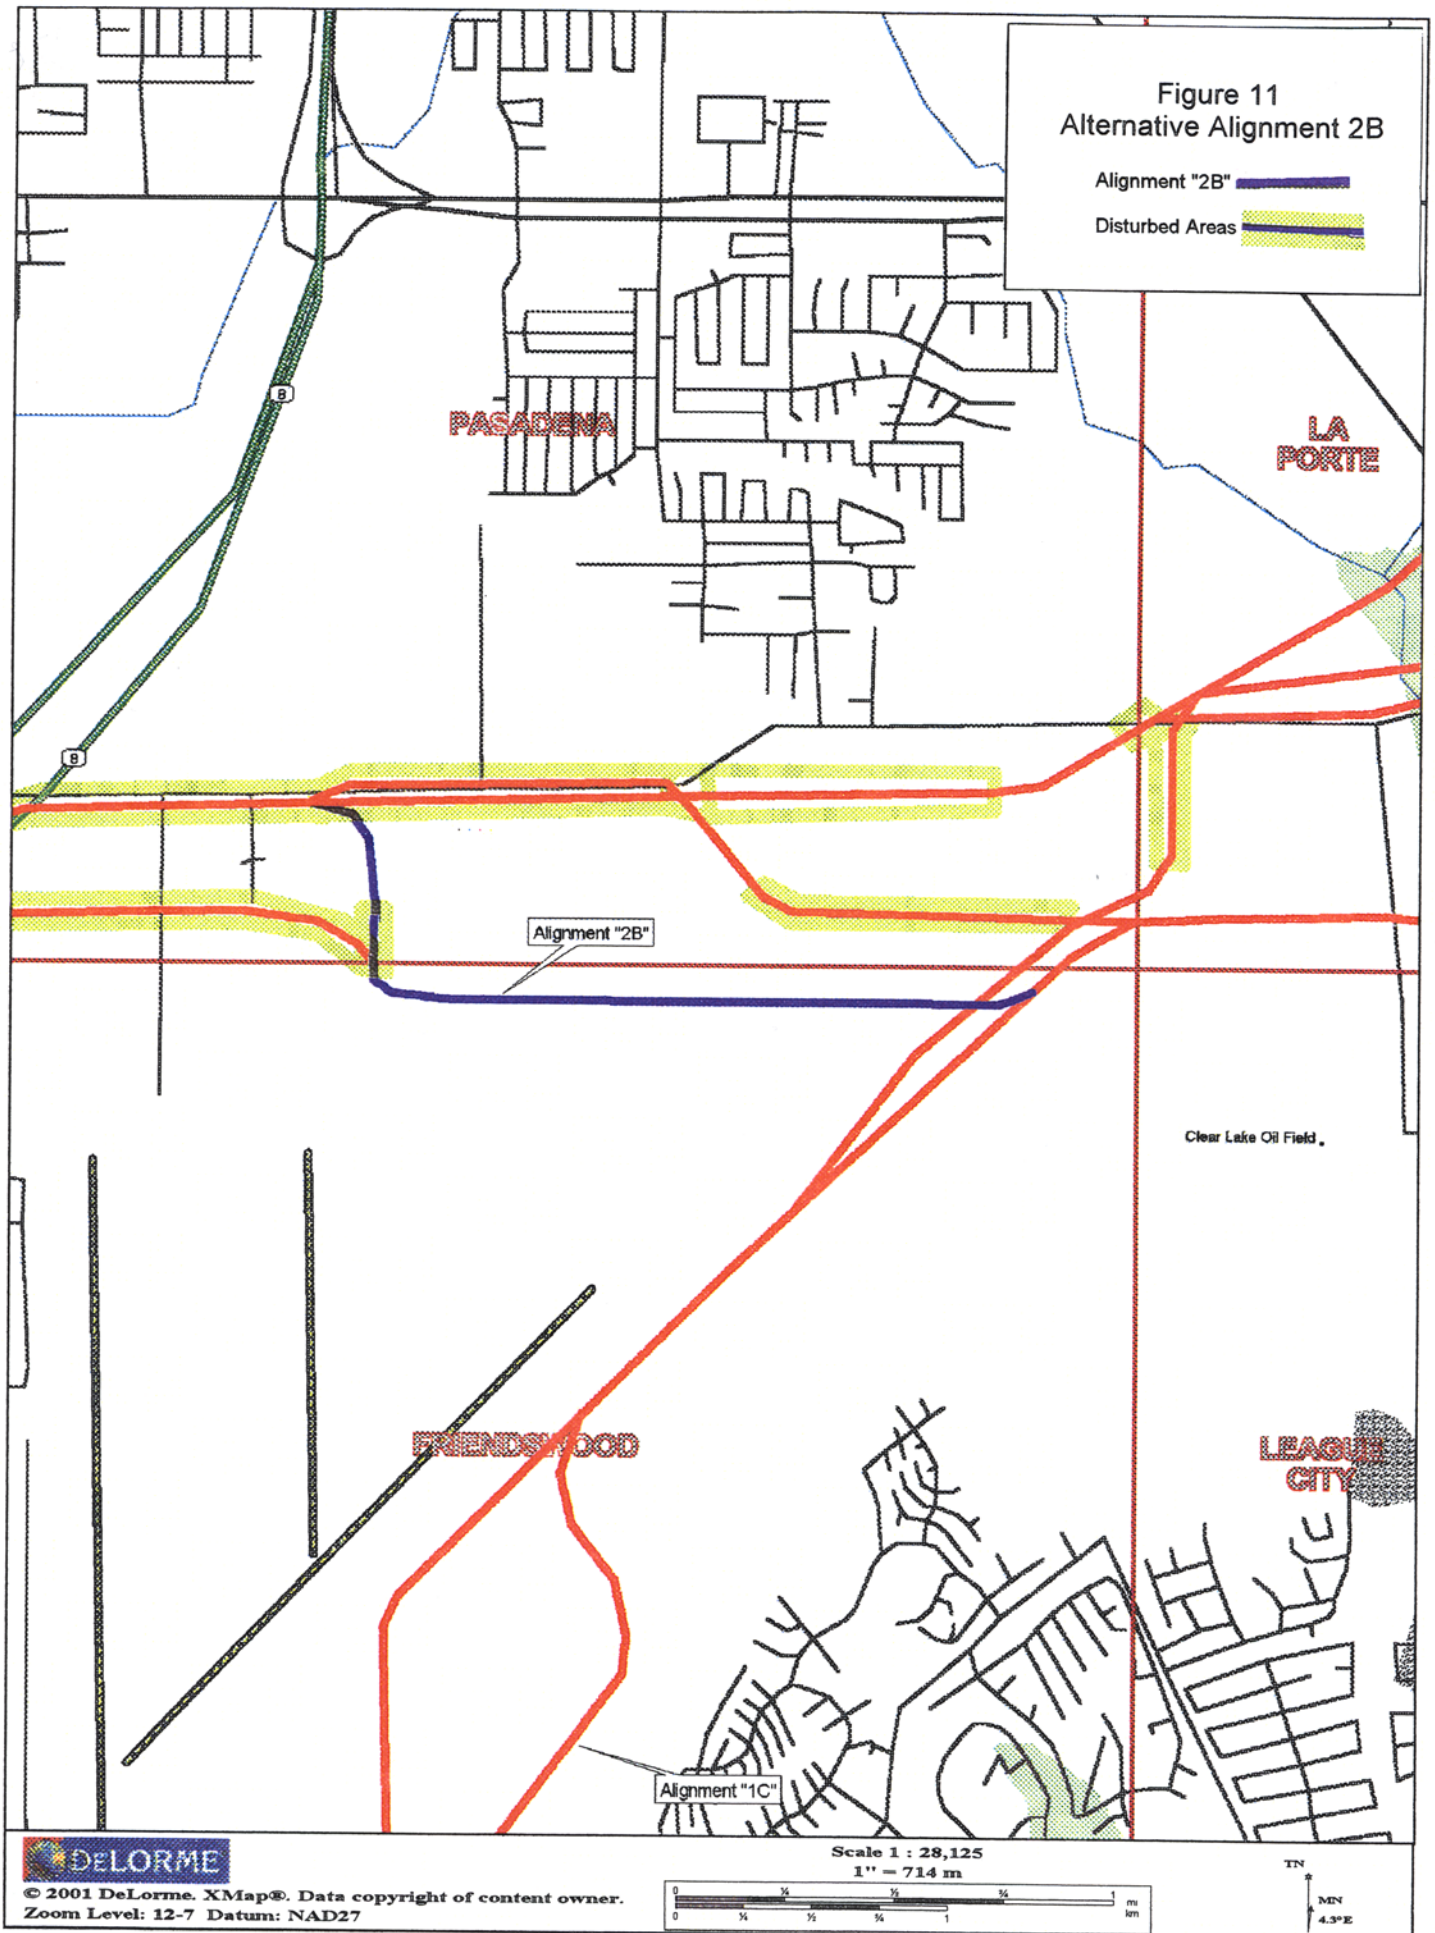 Figure 11
Alternative Alignment 2B
Alignment "2B"
Disturbed Areas
8
PASADENA
LA
PORTE
8
Alignment "2B"
Clear Lake Oil Field
FRIENDSWOOD
LEAGUE
CITY
Alignment "1C"
DELORME
© 2001 DeLorme. XMap®. Data copyright of content owner.
Zoom Level: 12-7 Datum: NAD27
Scale 1 : 28,125
1" = 714 m
0 ¼ ½ ¾ 1 mi
0 ¼ ½ ¾ 1 km
TN
MN
4.3°E